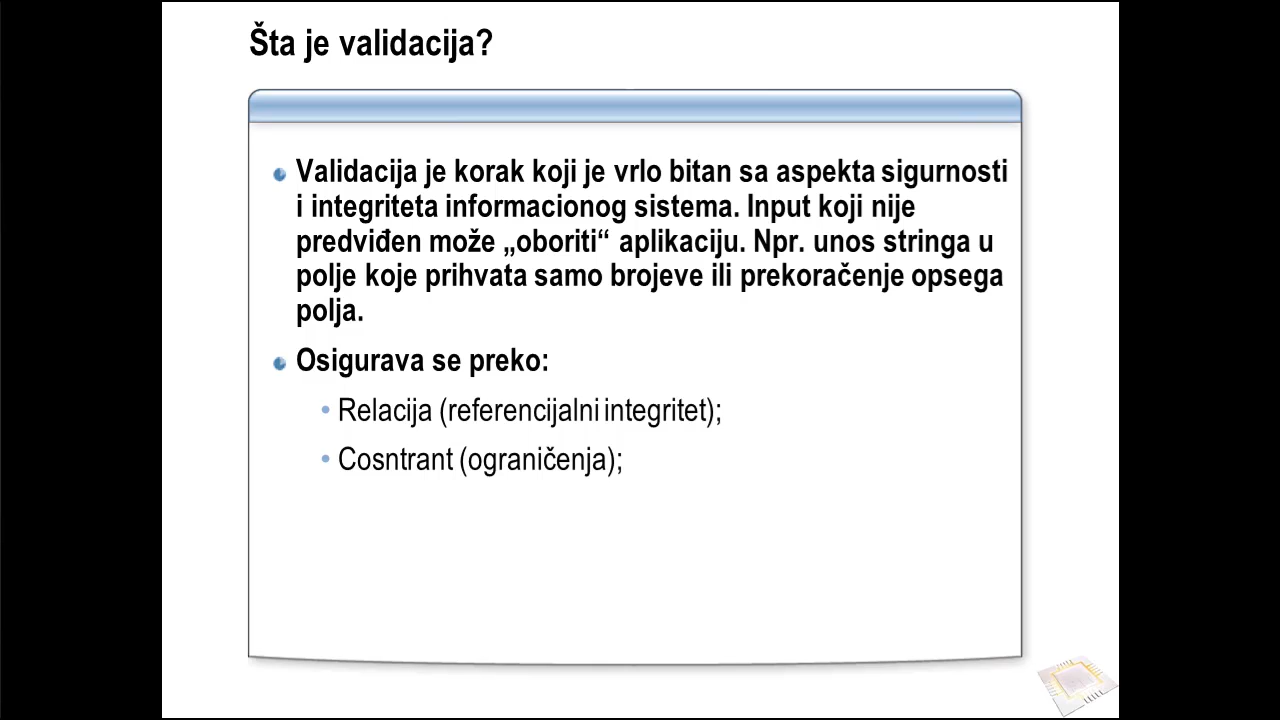 Šta je validacija?
Validacija je korak koji je vrlo bitan sa aspekta sigurnosti
i integriteta informacionog sistema. Input koji nije
predviđen može „oboriti“ aplikaciju. Npr. unos stringa u
polje koje prihvata samo brojeve ili prekoračenje opsega
polja.
Osigurava se preko:
Relacija (referencijalni integritet);
Cosntrant (ograničenja);